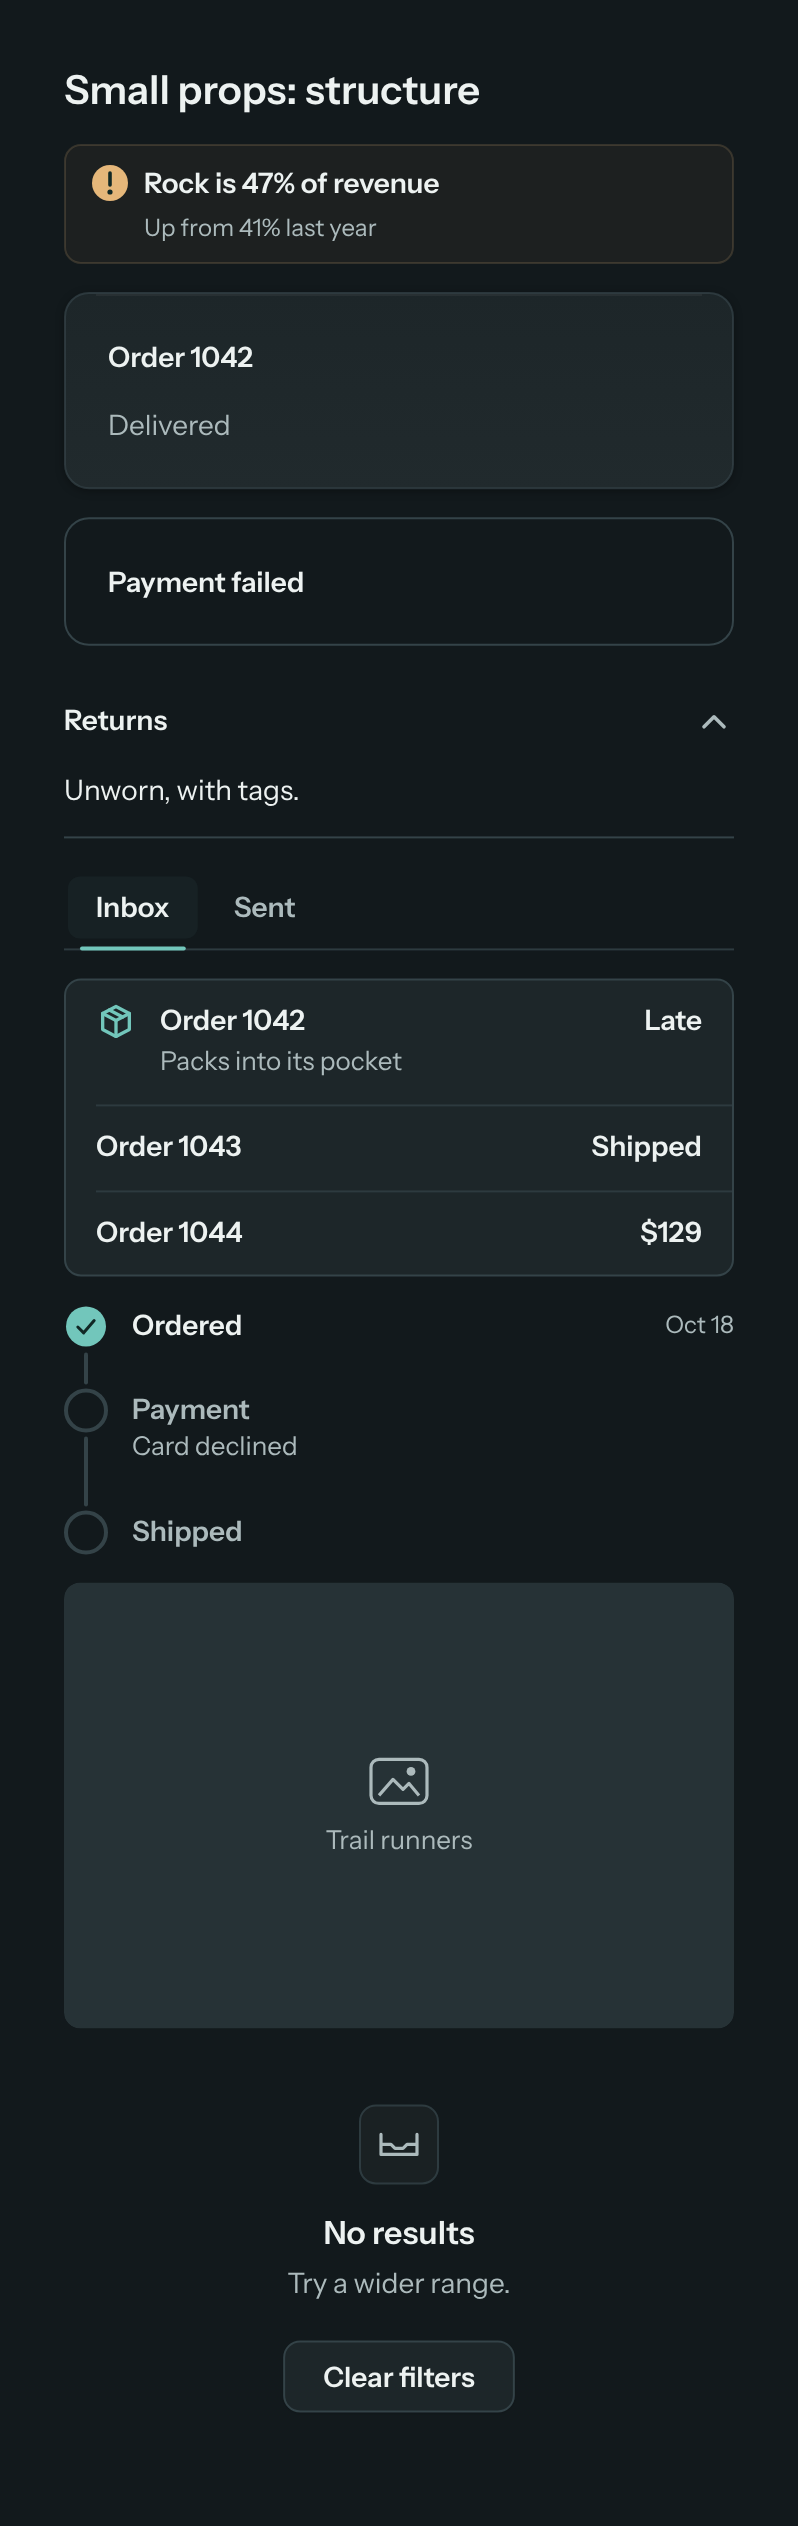 Small props: structure
Rock is 47% of revenue
Up from 41% last year
Order 1042
Delivered
Payment failed
Returns
Unworn, with tags.
Inbox Sent
Order 1042 Late
Packs into its pocket
Order 1043 Shipped
Order 1044 $129
Ordered Oct 18
Payment
Card declined
Shipped
Trail runners
No results
Try a wider range.
Clear filters